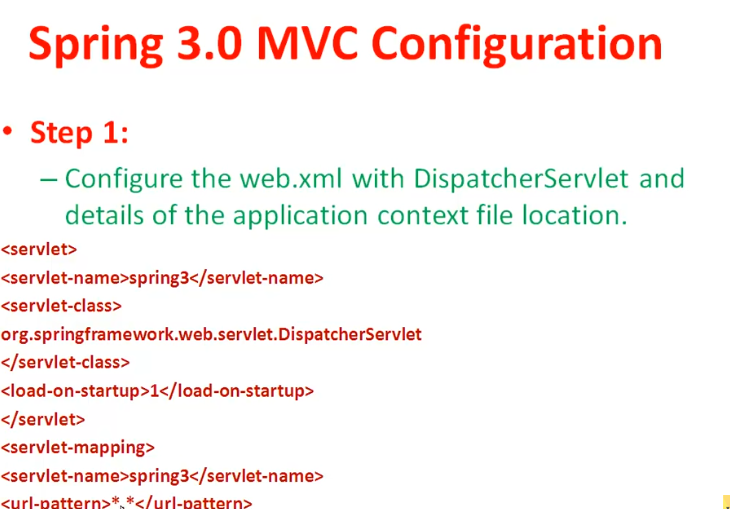 Spring 3.0 MVC Configuration
• Step 1:
– Configure the web.xml with DispatcherServlet and
details of the application context file location.
<servlet>
<servlet-name>spring3</servlet-name>
<servlet-class>
org.springframework.web.servlet.DispatcherServlet
</servlet-class>
<load-on-startup>1</load-on-startup>
</servlet>
<servlet-mapping>
<servlet-name>spring3</servlet-name>
<url-pattern>*.*</url-pattern>